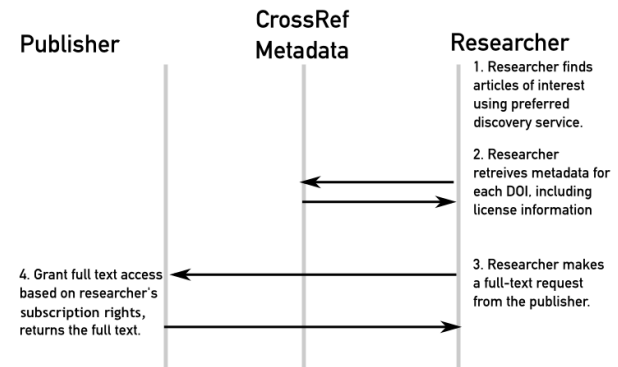 Publisher
CrossRef
Metadata
Researcher
1. Researcher finds
articles of interest
using preferred
discovery service.
2. Researcher
retreives metadata for
each DOI, including
license information
3. Researcher makes
a full-text request
from the publisher.
4. Grant full text access
based on researcher's
subscription rights,
returns the full text.